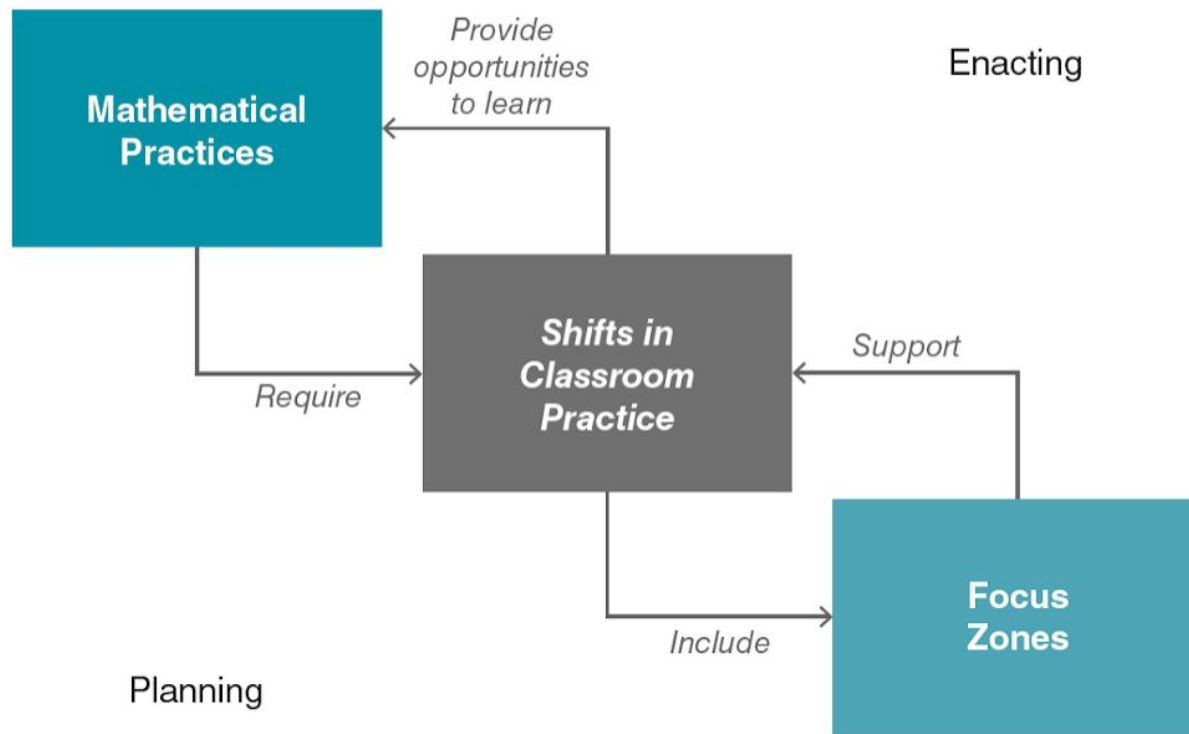 Provide
opportunities
to learn
Enacting
Mathematical
Practices
Shifts in
Classroom
Practice
Support
Require
Focus
Zones
Include
Planning